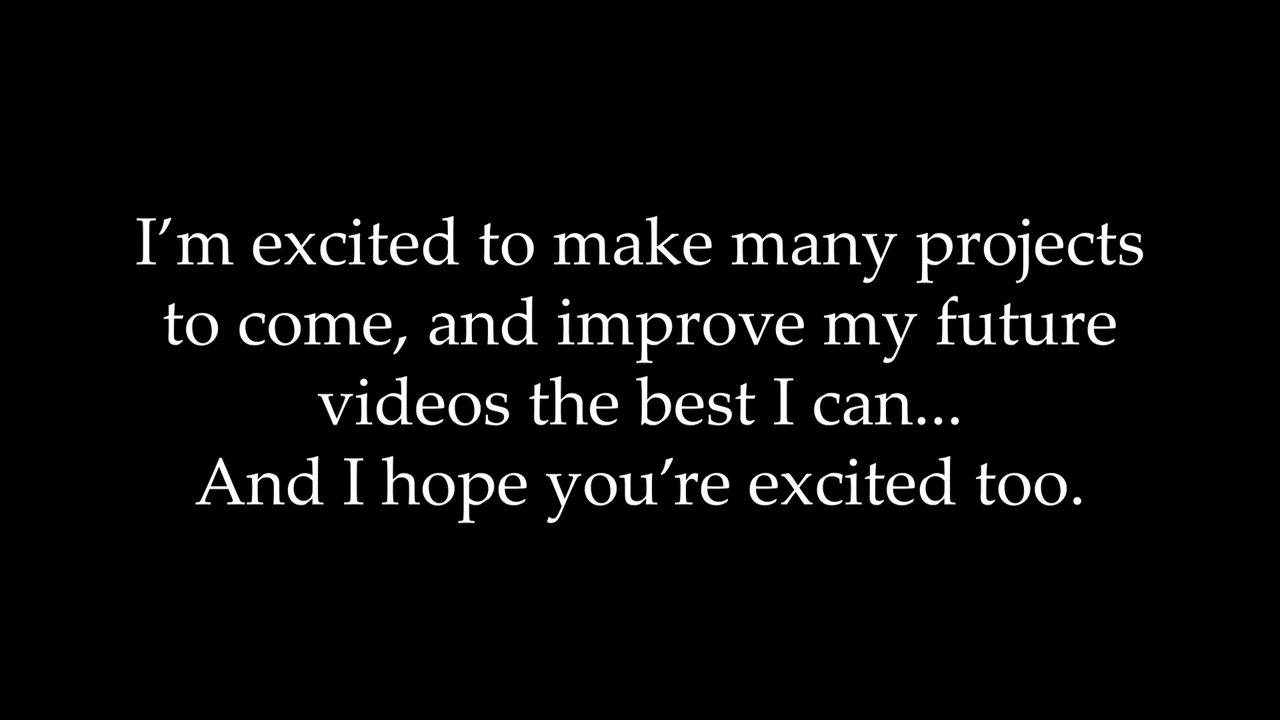 I’m excited to make many projects
to come, and improve my future
videos the best I can...
And I hope you’re excited too.